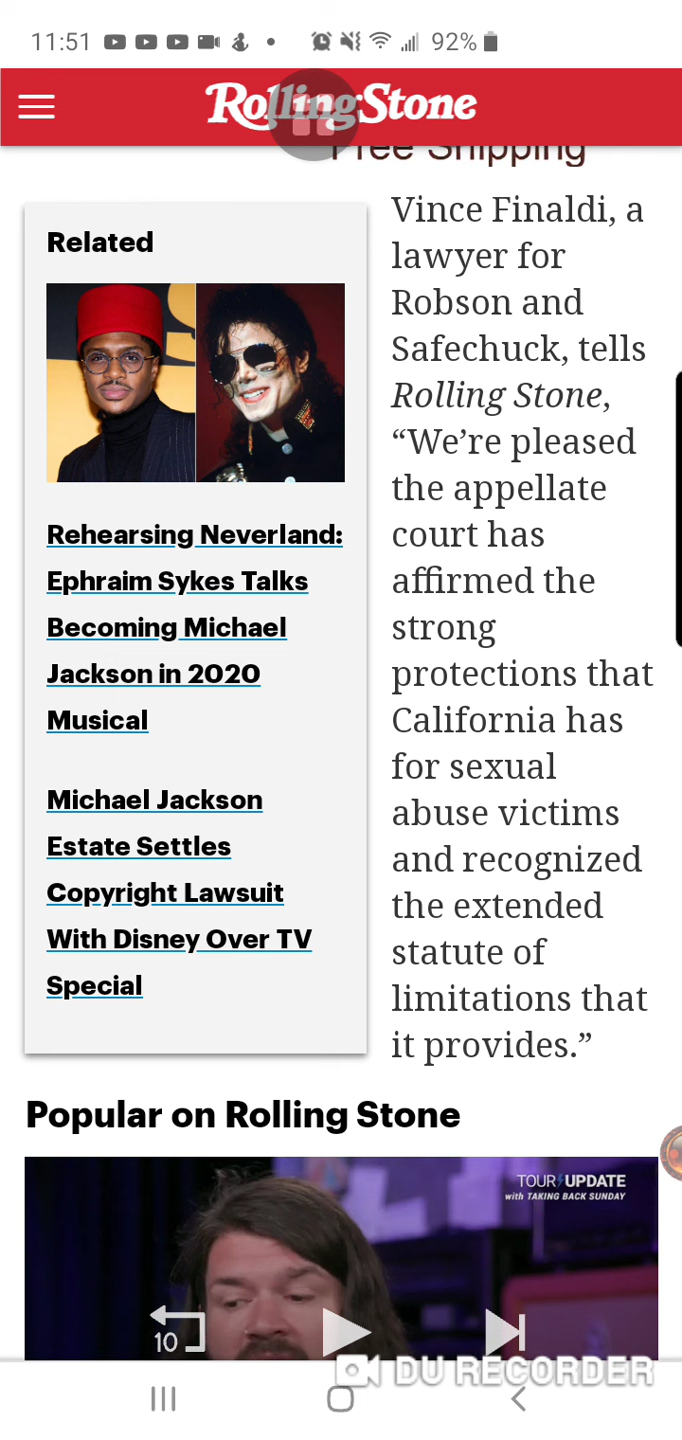 11:51
92%
Rolling Stone
Free Shipping
Related
Rehearsing Neverland:
Ephraim Sykes Talks
Becoming Michael
Jackson in 2020
Musical
Michael Jackson
Estate Settles
Copyright Lawsuit
With Disney Over TV
Special
Vince Finaldi, a
lawyer for
Robson and
Safechuck, tells
Rolling Stone,
“We’re pleased
the appellate
court has
affirmed the
strong
protections that
California has
for sexual
abuse victims
and recognized
the extended
statute of
limitations that
it provides.”
Popular on Rolling Stone
TOUR UPDATE
with TAKING BACK SUNDAY
10
DU RECORDER